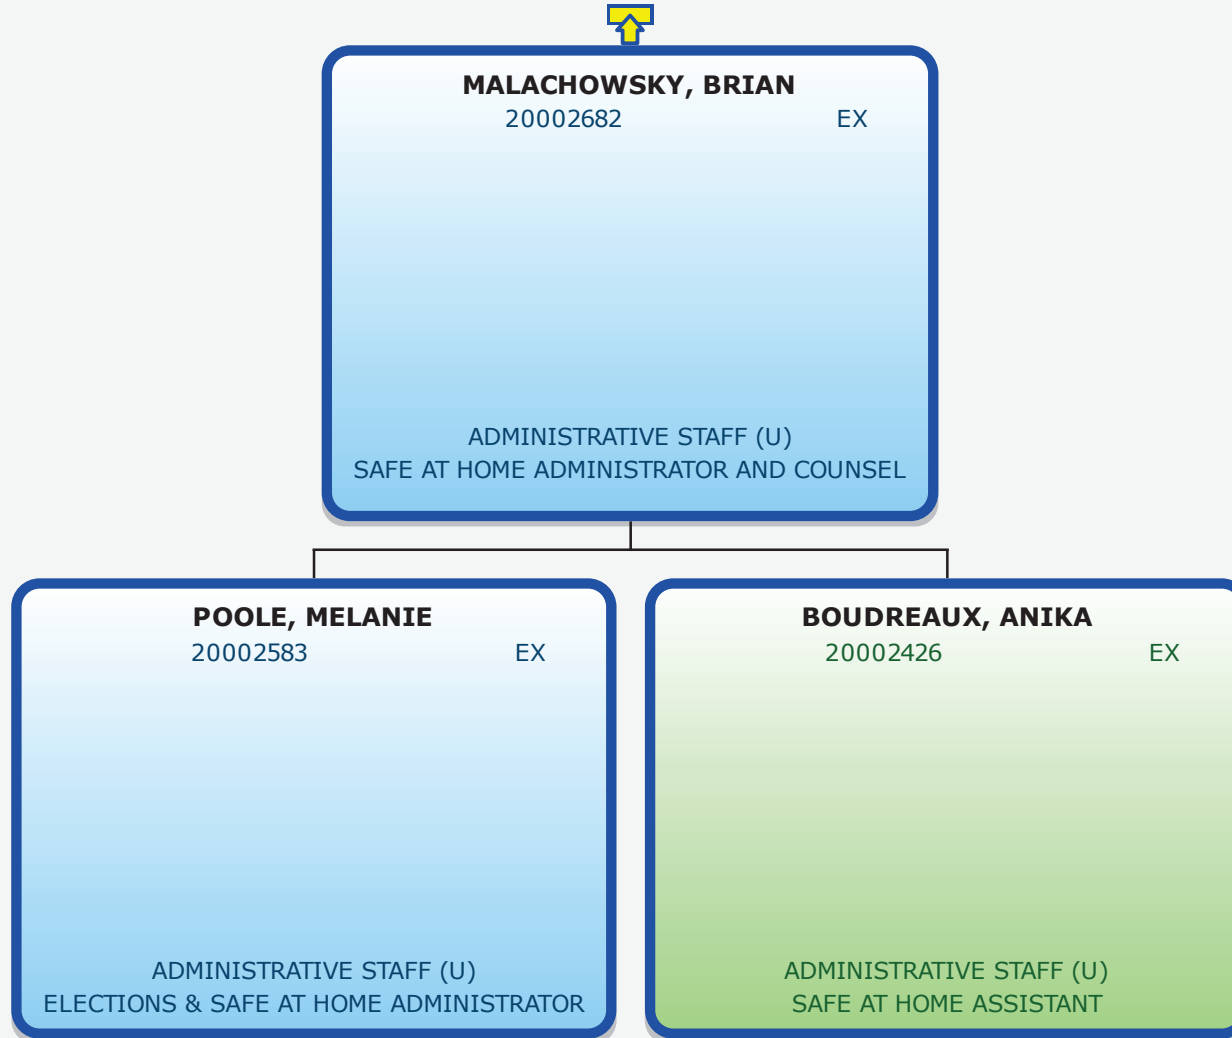 MALACHOWSKY, BRIAN
20002682 EX
ADMINISTRATIVE STAFF (U)
SAFE AT HOME ADMINISTRATOR AND COUNSEL
POOLE, MELANIE
20002583 EX
ADMINISTRATIVE STAFF (U)
ELECTIONS & SAFE AT HOME ADMINISTRATOR
BOUDREAUX, ANIKA
20002426 EX
ADMINISTRATIVE STAFF (U)
SAFE AT HOME ASSISTANT